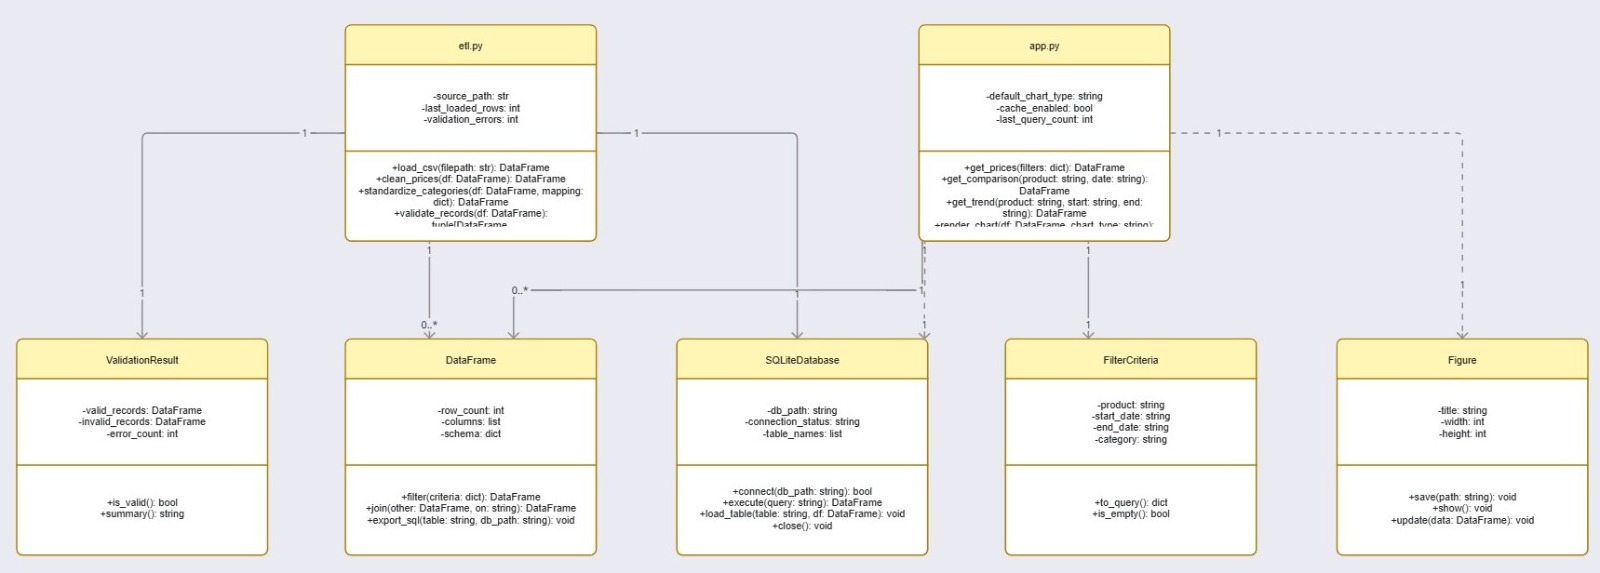 etl.py
-source_path: str
-last_loaded_rows: int
-validation_errors: int
+load_csv(filepath: str): DataFrame
+clean_prices(df: DataFrame): DataFrame
+standardize_categories(df: DataFrame, mapping:
dict): DataFrame
+validate_records(df: DataFrame):
tuple[DataFrame,
app.py
-default_chart_type: string
-cache_enabled: bool
-last_query_count: int
+get_prices(filters: dict): DataFrame
+get_comparison(product: string, date: string):
DataFrame
+get_trend(product: string, start: string, end:
string): DataFrame
+render_chart(df: DataFrame, chart_type: string):
1
1
1
1
1
1
1
0..*
1
1
1
1
0..*
1
1
ValidationResult
-valid_records: DataFrame
-invalid_records: DataFrame
-error_count: int
+is_valid(): bool
+summary(): string
DataFrame
-row_count: int
-columns: list
-schema: dict
+filter(criteria: dict): DataFrame
+join(other: DataFrame, on: string): DataFrame
+export_sql(table: string, db_path: string): void
SQLiteDatabase
-db_path: string
-connection_status: string
-table_names: list
+connect(db_path: string): bool
+execute(query: string): DataFrame
+load_table(table: string, df: DataFrame): void
+close(): void
FilterCriteria
-product: string
-start_date: string
-end_date: string
-category: string
+to_query(): dict
+is_empty(): bool
Figure
-title: string
-width: int
-height: int
+save(path: string): void
+show(): void
+update(data: DataFrame): void